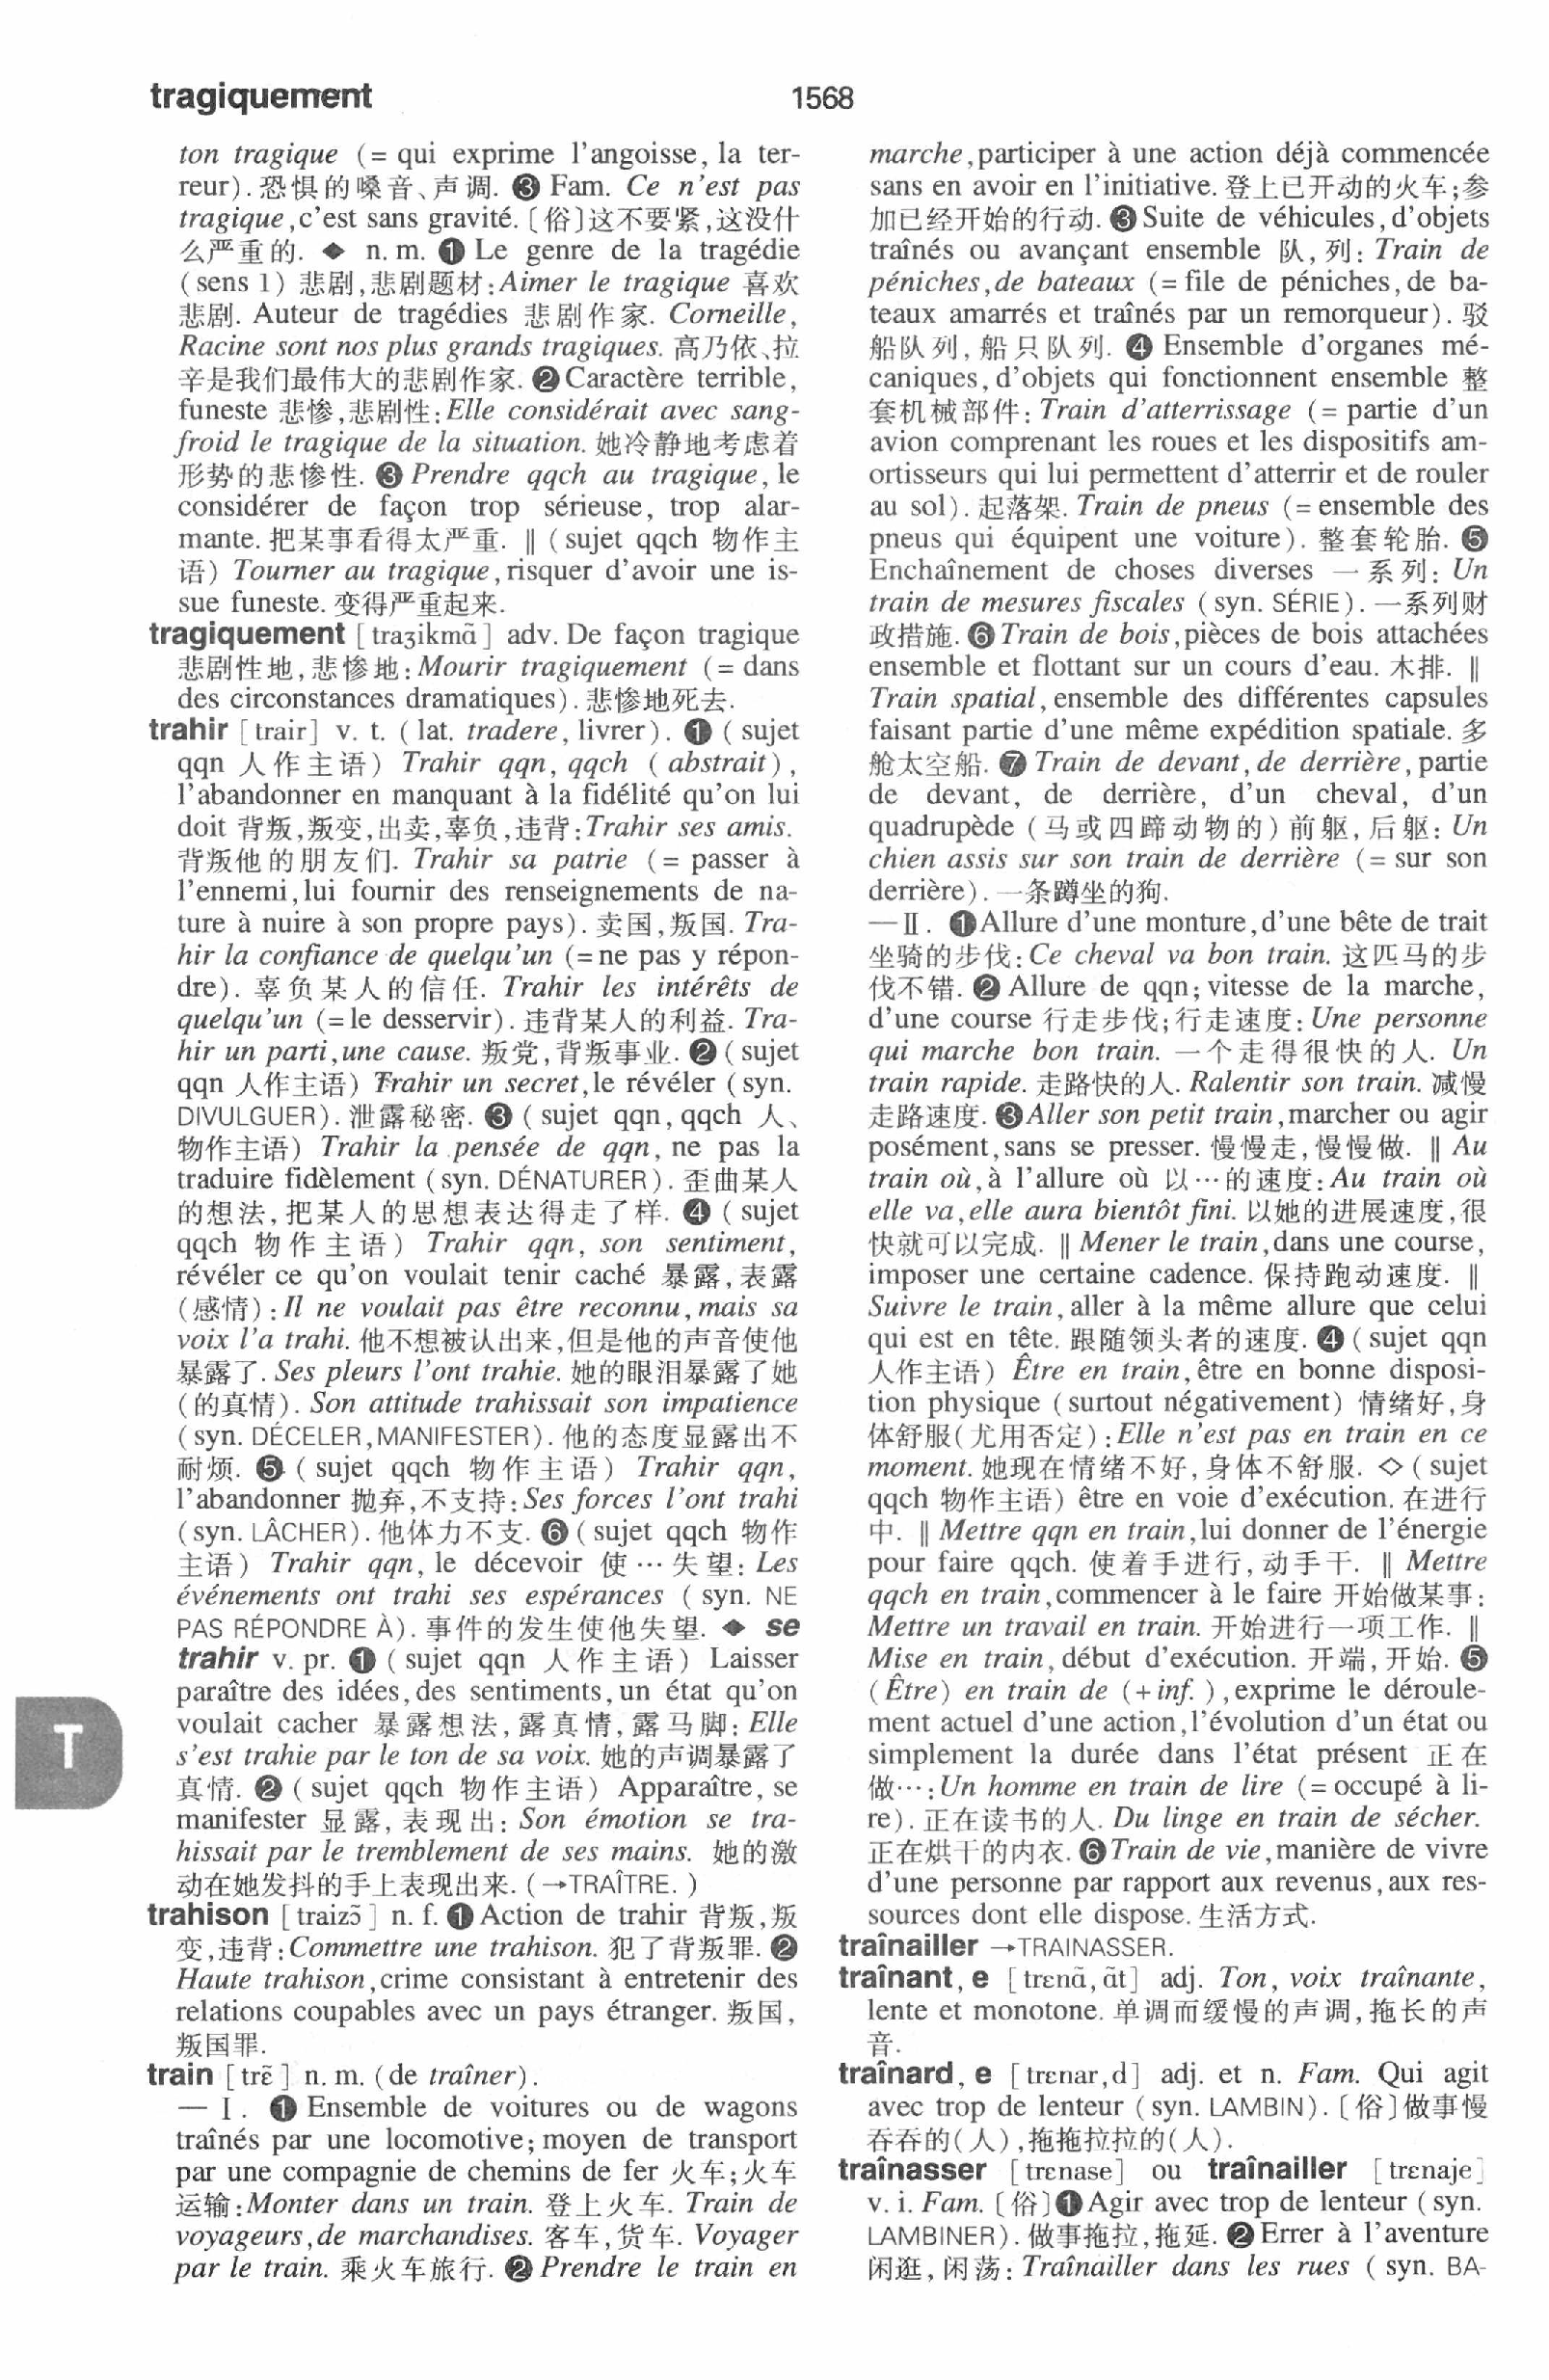 tragiquement
1568
ton tragique (= qui exprime l'angoisse, la ter-
reur). 恐惧的嗓音、声调. ❸ Fam. Ce n'est pas
tragique, c'est sans gravité. 〔俗〕这不要紧,这没什
么严重的. ◆ n. m. ❶ Le genre de la tragédie
(sens 1) 悲剧,悲剧题材: Aimer le tragique 喜欢
悲剧. Auteur de tragédies 悲剧作家. Corneille,
Racine sont nos plus grands tragiques. 高乃依、拉
辛是我们最伟大的悲剧作家. ❷ Caractère terrible,
funeste 悲惨,悲剧性: Elle considérait avec sang-
froid le tragique de la situation. 她冷静地考虑着
形势的悲惨性. ❸ Prendre qqch au tragique, le
considérer de façon trop sérieuse, trop alar-
mante. 把某事看得太严重. ‖ (sujet qqch 物作主
语) Tourner au tragique, risquer d'avoir une is-
sue funeste. 变得严重起来.
tragiquement [traʒikmɑ̃] adv. De façon tragique
悲剧性地,悲惨地: Mourir tragiquement (= dans
des circonstances dramatiques). 悲惨地死去.
trahir [trair] v. t. (lat. tradere, livrer). ❶ (sujet
qqn 人作主语) Trahir qqn, qqch (abstrait),
l'abandonner en manquant à la fidélité qu'on lui
doit 背叛,叛变,出卖,辜负,违背: Trahir ses amis.
背叛他的朋友们. Trahir sa patrie (= passer à
l'ennemi, lui fournir des renseignements de na-
ture à nuire à son propre pays). 卖国,叛国. Tra-
hir la confiance de quelqu'un (= ne pas y répon-
dre). 辜负某人的信任. Trahir les intérêts de
quelqu'un (= le desservir). 违背某人的利益. Tra-
hir un parti, une cause. 叛党,背叛事业. ❷ (sujet
qqn 人作主语) Trahir un secret, le révéler (syn.
DIVULGUER). 泄露秘密. ❸ (sujet qqn, qqch 人、
物作主语) Trahir la pensée de qqn, ne pas la
traduire fidèlement (syn. DÉNATURER). 歪曲某人
的想法,把某人的思想表达得走了样. ❹ (sujet
qqch 物作主语) Trahir qqn, son sentiment,
révéler ce qu'on voulait tenir caché 暴露,表露
(感情): Il ne voulait pas être reconnu, mais sa
voix l'a trahi. 他不想被认出来,但是他的声音使他
暴露了. Ses pleurs l'ont trahie. 她的眼泪暴露了她
(的真情). Son attitude trahissait son impatience
(syn. DÉCELER, MANIFESTER). 他的态度显露出不
耐烦. ❺ (sujet qqch 物作主语) Trahir qqn,
l'abandonner 抛弃,不支持: Ses forces l'ont trahi
(syn. LÂCHER). 他体力不支. ❻ (sujet qqch 物作
主语) Trahir qqn, le décevoir 使…失望: Les
événements ont trahi ses espérances (syn. NE
PAS RÉPONDRE À). 事件的发生使他失望. ◆ se
trahir v. pr. ❶ (sujet qqn 人作主语) Laisser
paraître des idées, des sentiments, un état qu'on
voulait cacher 暴露想法,露真情,露马脚: Elle
s'est trahie par le ton de sa voix. 她的声调暴露了
真情. ❷ (sujet qqch 物作主语) Apparaître, se
manifester 显露,表现出: Son émotion se tra-
hissait par le tremblement de ses mains. 她的激
动在她发抖的手上表现出来. (→TRAÎTRE.)
trahison [traizɔ̃] n. f. ❶ Action de trahir 背叛,叛
变,违背: Commettre une trahison. 犯了背叛罪. ❷
Haute trahison, crime consistant à entretenir des
relations coupables avec un pays étranger. 叛国,
叛国罪.
train [trɛ̃] n. m. (de traîner).
— Ⅰ. ❶ Ensemble de voitures ou de wagons
traînés par une locomotive; moyen de transport
par une compagnie de chemins de fer 火车;火车
运输: Monter dans un train. 登上火车. Train de
voyageurs, de marchandises. 客车,货车. Voyager
par le train. 乘火车旅行. ❷ Prendre le train en
marche, participer à une action déjà commencée
sans en avoir en l'initiative. 登上已开动的火车;参
加已经开始的行动. ❸ Suite de véhicules, d'objets
traînés ou avançant ensemble 队,列: Train de
péniches, de bateaux (= file de péniches, de ba-
teaux amarrés et traînés par un remorqueur). 驳
船队列,船只队列. ❹ Ensemble d'organes mé-
caniques, d'objets qui fonctionnent ensemble 整
套机械部件: Train d'atterrissage (= partie d'un
avion comprenant les roues et les dispositifs am-
ortisseurs qui lui permettent d'atterrir et de rouler
au sol). 起落架. Train de pneus (= ensemble des
pneus qui équipent une voiture). 整套轮胎. ❺
Enchaînement de choses diverses 一系列: Un
train de mesures fiscales (syn. SÉRIE). 一系列财
政措施. ❻ Train de bois, pièces de bois attachées
ensemble et flottant sur un cours d'eau. 木排. ‖
Train spatial, ensemble des différentes capsules
faisant partie d'une même expédition spatiale. 多
舱太空船. ❼ Train de devant, de derrière, partie
de devant, de derrière, d'un cheval, d'un
quadrupède (马或四蹄动物的)前躯,后躯: Un
chien assis sur son train de derrière (= sur son
derrière). 一条蹲坐的狗.
— Ⅱ. ❶ Allure d'une monture, d'une bête de trait
坐骑的步伐: Ce cheval va bon train. 这匹马的步
伐不错. ❷ Allure de qqn; vitesse de la marche,
d'une course 行走步伐;行走速度: Une personne
qui marche bon train. 一个走得很快的人. Un
train rapide. 走路快的人. Ralentir son train. 减慢
走路速度. ❸ Aller son petit train, marcher ou agir
posément, sans se presser. 慢慢走,慢慢做. ‖ Au
train où, à l'allure où 以…的速度: Au train où
elle va, elle aura bientôt fini. 以她的进展速度,很
快就可以完成. ‖ Mener le train, dans une course,
imposer une certaine cadence. 保持跑动速度. ‖
Suivre le train, aller à la même allure que celui
qui est en tête. 跟随领头者的速度. ❹ (sujet qqn
人作主语) Être en train, être en bonne disposi-
tion physique (surtout négativement) 情绪好,身
体舒服(尤用否定): Elle n'est pas en train en ce
moment. 她现在情绪不好,身体不舒服. ◇ (sujet
qqch 物作主语) être en voie d'exécution. 在进行
中. ‖ Mettre qqn en train, lui donner de l'énergie
pour faire qqch. 使着手进行,动手干. ‖ Mettre
qqch en train, commencer à le faire 开始做某事:
Mettre un travail en train. 开始进行一项工作. ‖
Mise en train, début d'exécution. 开端,开始. ❺
(Être) en train de (+ inf.), exprime le déroule-
ment actuel d'une action, l'évolution d'un état ou
simplement la durée dans l'état présent 正在
做…: Un homme en train de lire (= occupé à li-
re). 正在读书的人. Du linge en train de sécher.
正在烘干的内衣. ❻ Train de vie, manière de vivre
d'une personne par rapport aux revenus, aux res-
sources dont elle dispose. 生活方式.
traînailler →TRAINASSER.
traînant, e [trɛnɑ̃, ɑ̃t] adj. Ton, voix traînante,
lente et monotone. 单调而缓慢的声调,拖长的声
音.
traînard, e [trɛnar, d] adj. et n. Fam. Qui agit
avec trop de lenteur (syn. LAMBIN). 〔俗〕做事慢
吞吞的(人),拖拖拉拉的(人).
traînasser [trɛnase] ou traînailler [trɛnaje]
v. i. Fam. 〔俗〕❶ Agir avec trop de lenteur (syn.
LAMBINER). 做事拖拉,拖延. ❷ Errer à l'aventure
闲逛,闲荡: Traînailler dans les rues (syn. BA-
T